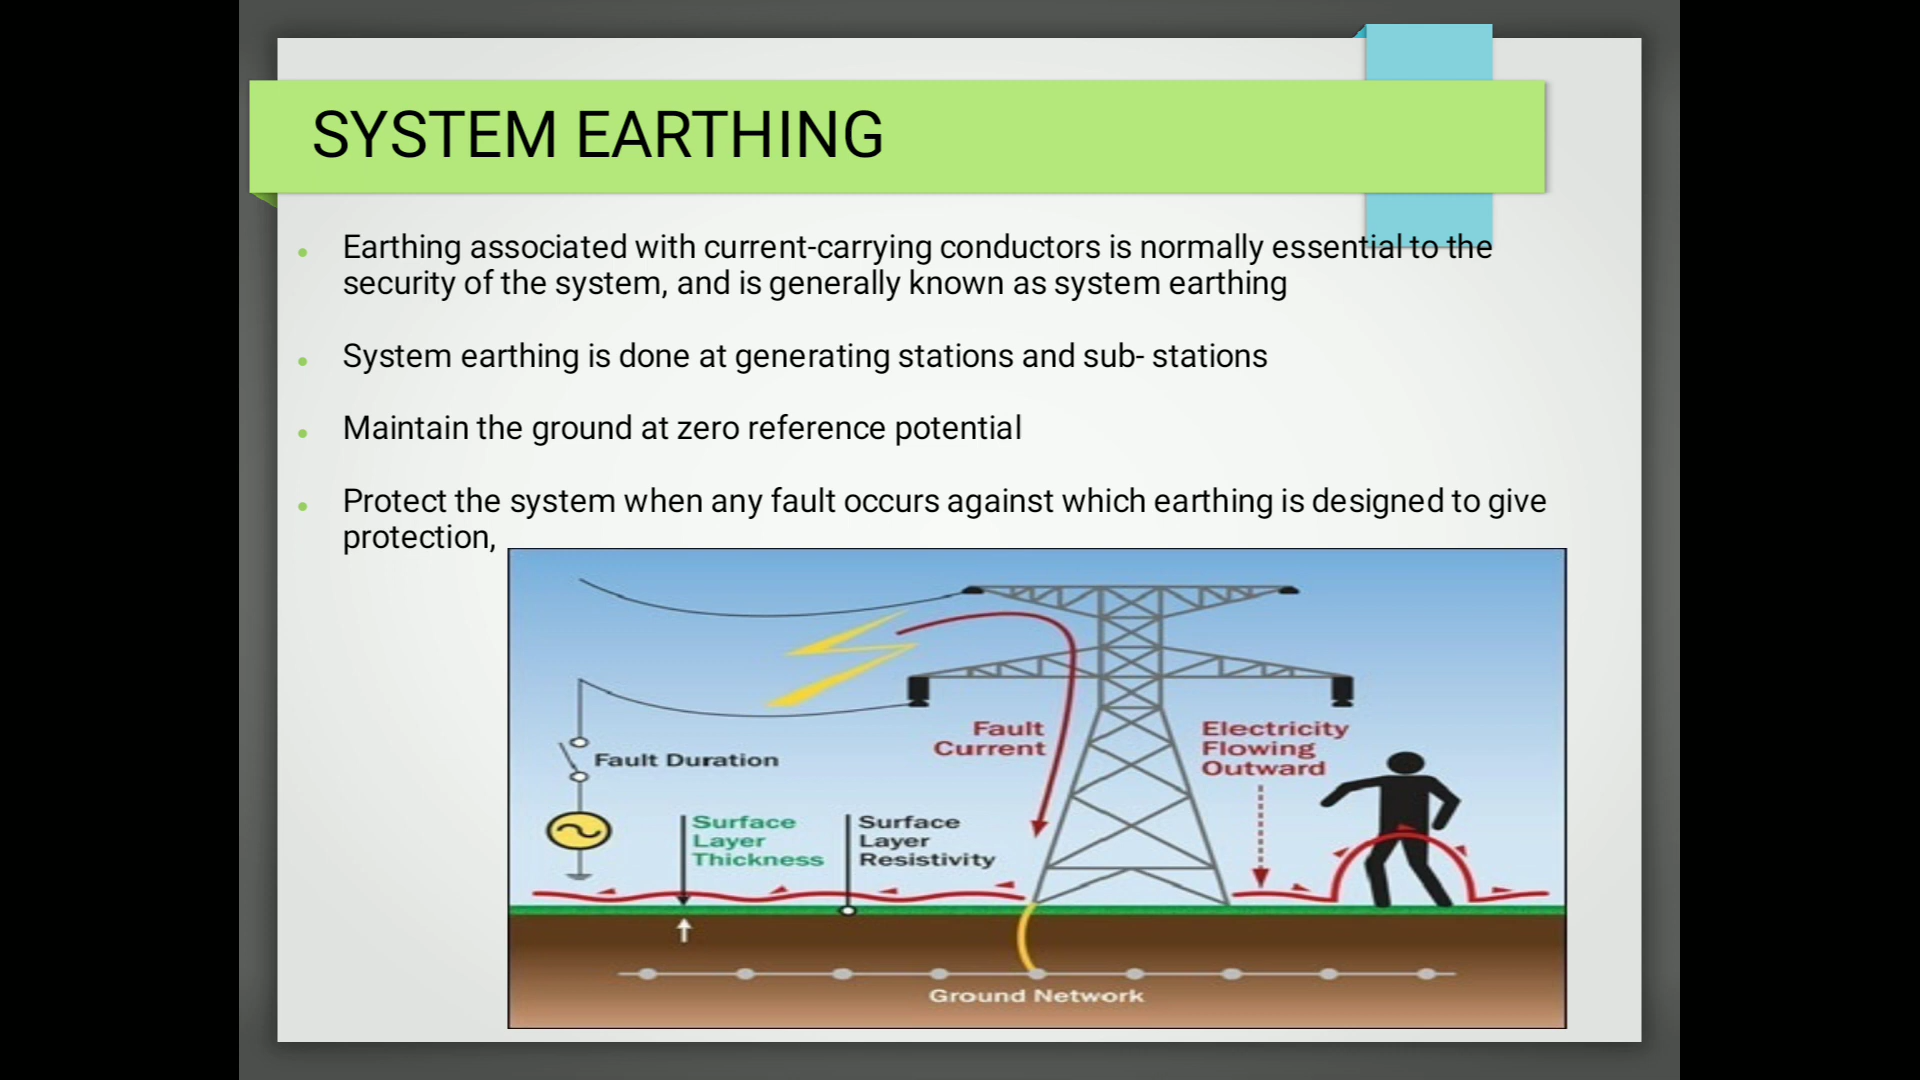 SYSTEM EARTHING
Earthing associated with current-carrying conductors is normally essential to the
security of the system, and is generally known as system earthing
System earthing is done at generating stations and sub- stations
Maintain the ground at zero reference potential
Protect the system when any fault occurs against which earthing is designed to give
protection,
Fault
Current
Electricity
Flowing
Outward
Fault Duration
Surface
Layer
Thickness
Surface
Layer
Resistivity
Ground Network